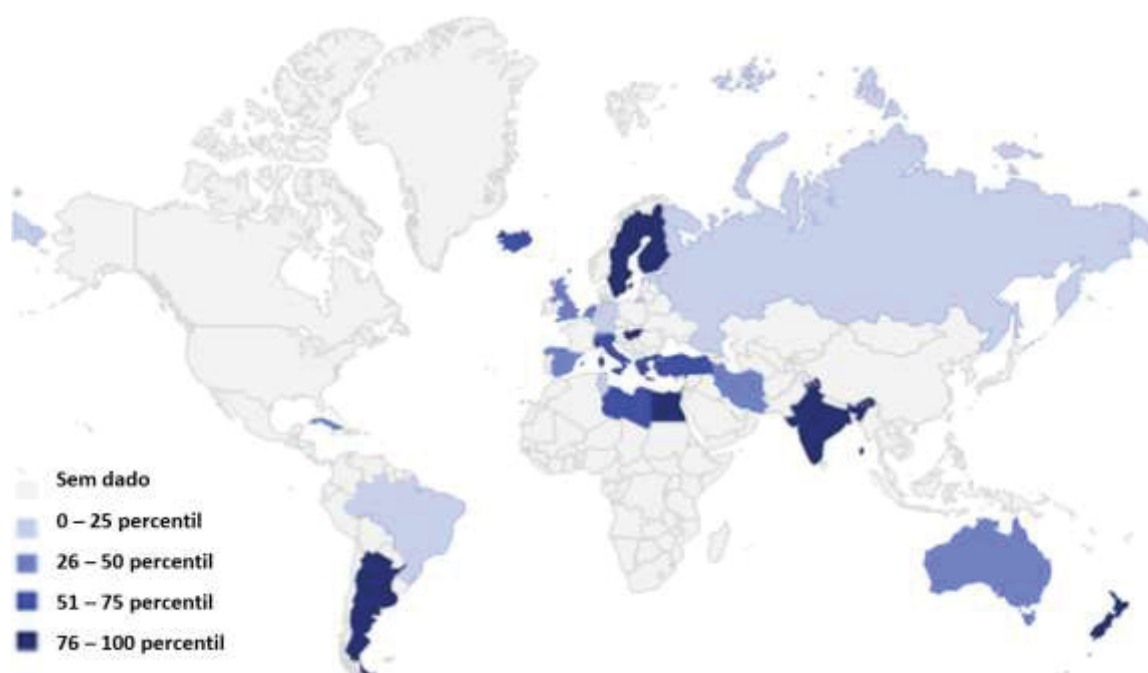 Sem dado
0 – 25 percentil
26 – 50 percentil
51 – 75 percentil
76 – 100 percentil